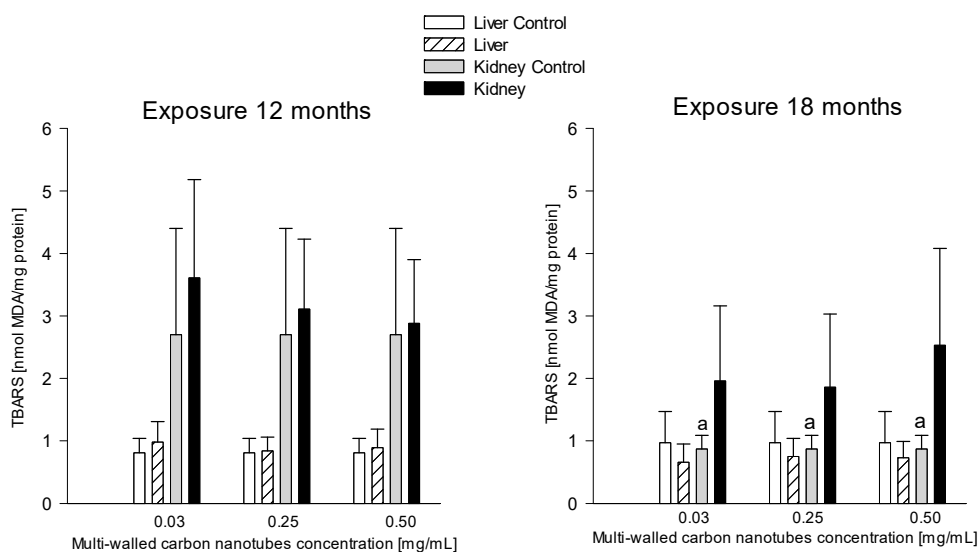 Liver Control
Liver
Kidney Control
Kidney
Exposure 12 months
6
5
4
3
2
1
0
TBARS [nmol MDA/mg protein]
0.03 0.25 0.50
Multi-walled carbon nanotubes concentration [mg/mL]
Exposure 18 months
6
5
4
3
2
1
0
TBARS [nmol MDA/mg protein]
a a a
0.03 0.25 0.50
Multi-walled carbon nanotubes concentration [mg/mL]